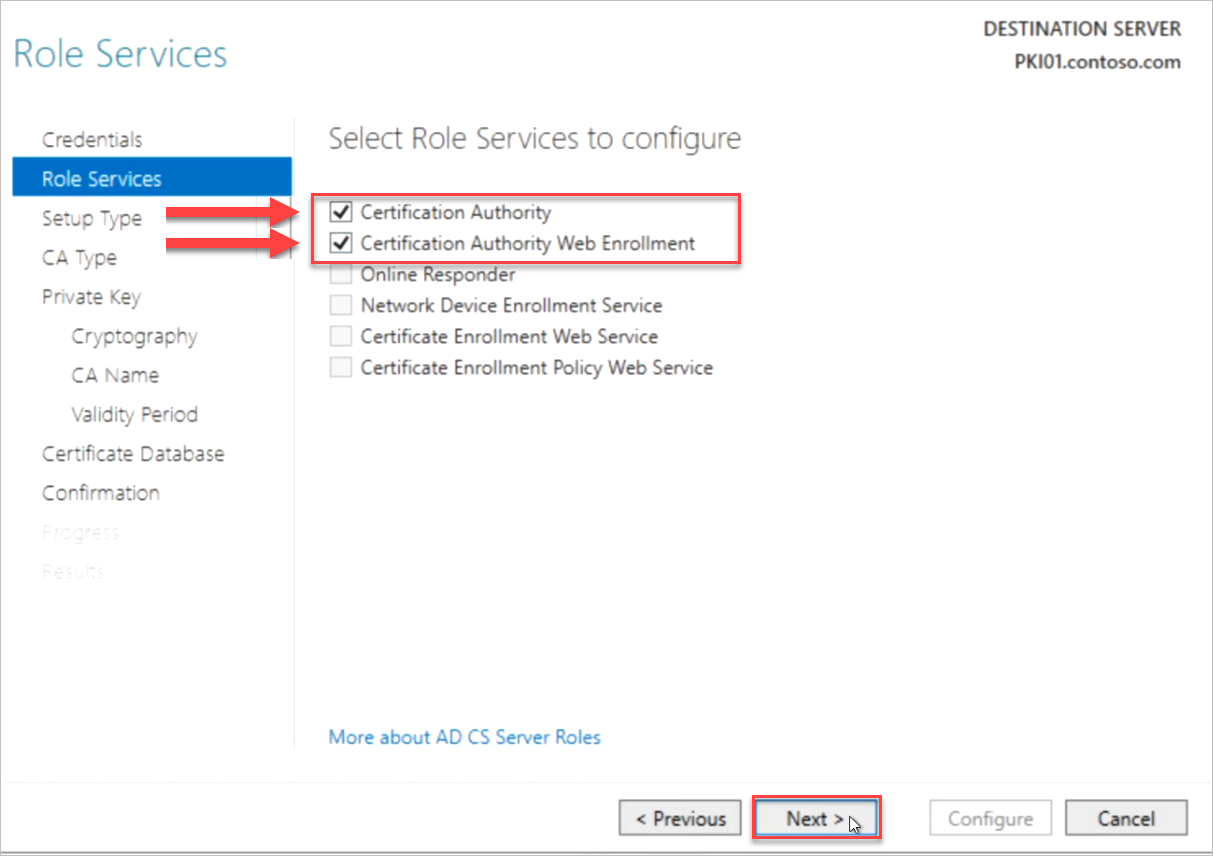 DESTINATION SERVER
PKI01.contoso.com
Role Services
Credentials
Role Services
Setup Type
CA Type
Private Key
Cryptography
CA Name
Validity Period
Certificate Database
Confirmation
Progress
Results
Select Role Services to configure
Certification Authority
Certification Authority Web Enrollment
Online Responder
Network Device Enrollment Service
Certificate Enrollment Web Service
Certificate Enrollment Policy Web Service
More about AD CS Server Roles
< Previous
Next >
Configure
Cancel